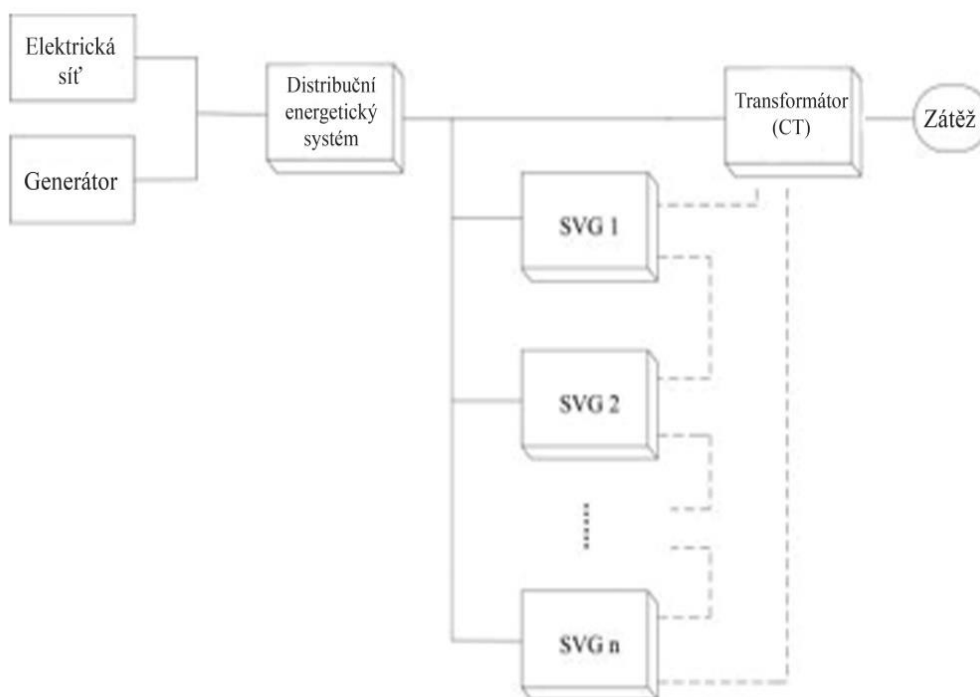 Elektrická
síť
Generátor
Distribuční
energetický
systém
Transformátor
(CT)
Zátěž
SVG 1
SVG 2
SVG n